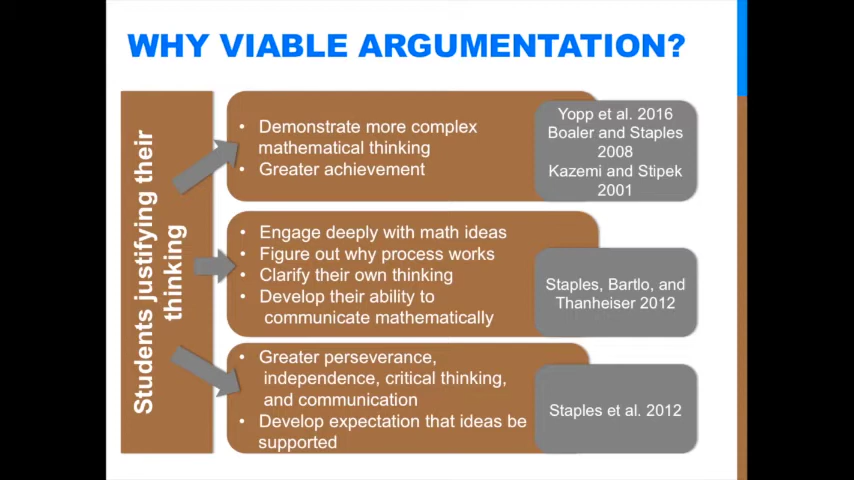 WHY VIABLE ARGUMENTATION?
Students justifying their
thinking
• Demonstrate more complex
mathematical thinking
• Greater achievement
Yopp et al. 2016
Boaler and Staples
2008
Kazemi and Stipek
2001
• Engage deeply with math ideas
• Figure out why process works
• Clarify their own thinking
• Develop their ability to
communicate mathematically
Staples, Bartlo, and
Thanheiser 2012
• Greater perseverance,
independence, critical thinking,
and communication
• Develop expectation that ideas be
supported
Staples et al. 2012